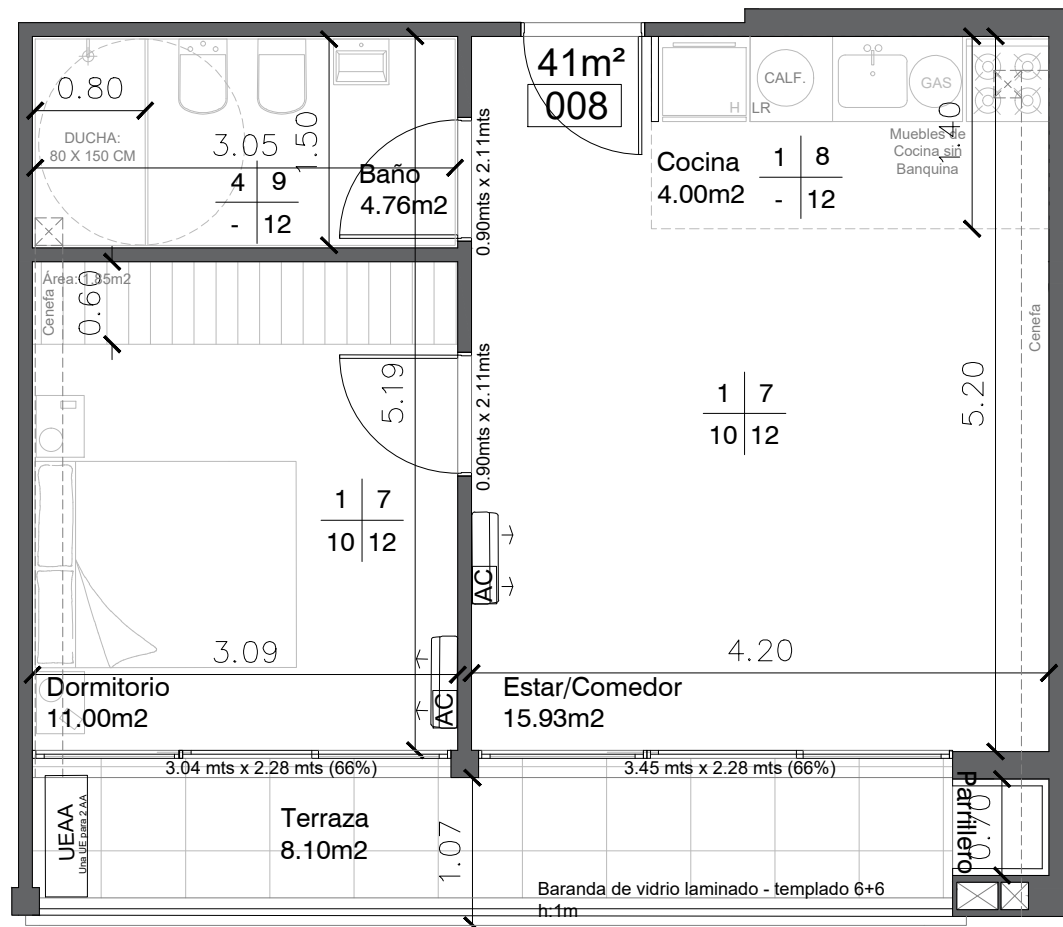 41m²
008
0.80
DUCHA:
80 X 150 CM
3.05
1.50
4 9
- 12
Baño
4.76m2
0.90mts x 2.11mts
Cocina
4.00m2
1 8
- 12
H LR
CALF.
GAS
Muebles de
Cocina sin
Banquina
1.40
Área: 1.85m2
Cenefa
0.60
5.19
0.90mts x 2.11mts
1 7
10 12
1 7
10 12
5.20
Cenefa
AC
AC
3.09
4.20
Dormitorio
11.00m2
Estar/Comedor
15.93m2
3.04 mts x 2.28 mts (66%)
3.45 mts x 2.28 mts (66%)
UEAA
Una UE para 2 AA
Terraza
8.10m2
1.07
Parrillero
0.70
Baranda de vidrio laminado - templado 6+6
h:1m